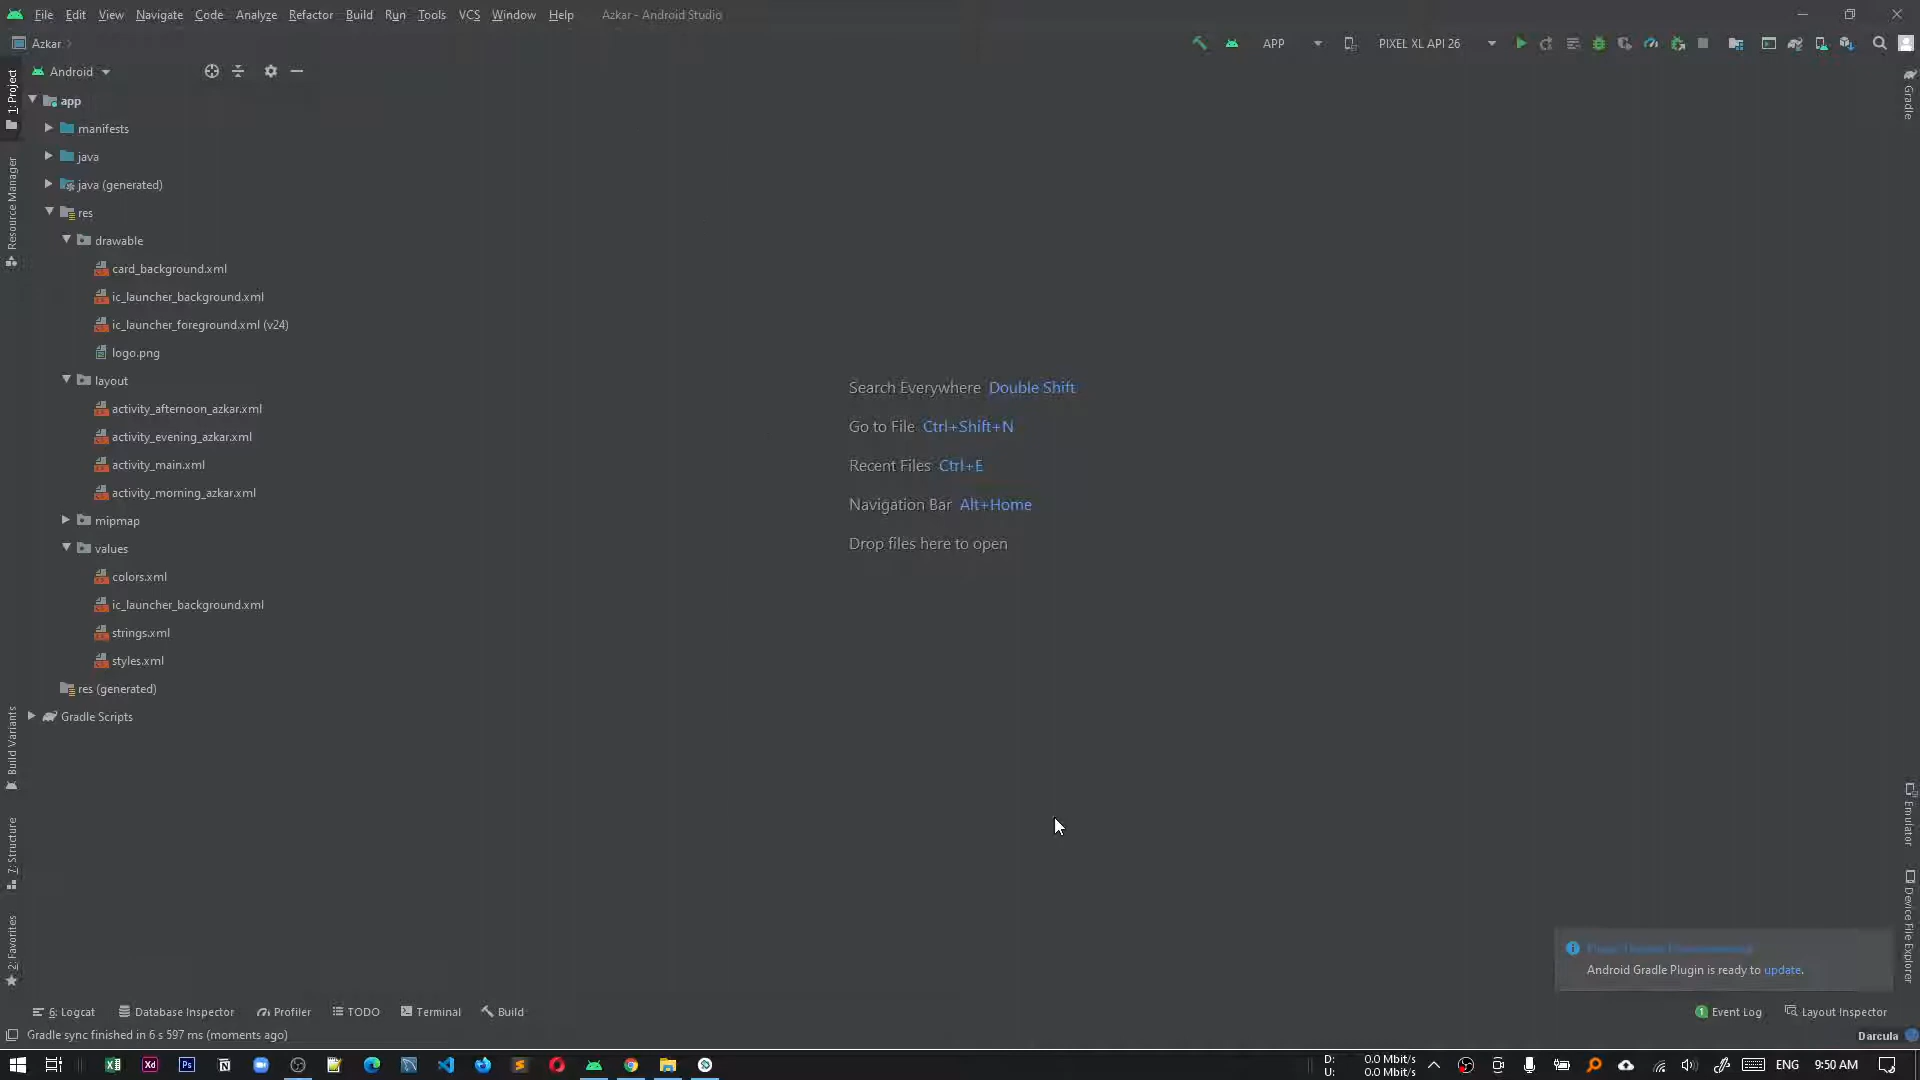 File Edit View Navigate Code Analyze Refactor Build Run Tools VCS Window Help Azkar - Android Studio
Azkar
APP PIXEL XL API 26
Android
1: Project
Resource Manager
Build Variants
7: Structure
2: Favorites
app
manifests
java
java (generated)
res
drawable
card_background.xml
ic_launcher_background.xml
ic_launcher_foreground.xml (v24)
logo.png
layout
activity_afternoon_azkar.xml
activity_evening_azkar.xml
activity_main.xml
activity_morning_azkar.xml
mipmap
values
colors.xml
ic_launcher_background.xml
strings.xml
styles.xml
res (generated)
Gradle Scripts
Search Everywhere Double Shift
Go to File Ctrl+Shift+N
Recent Files Ctrl+E
Navigation Bar Alt+Home
Drop files here to open
Gradle
Emulator
Device File Explorer
Android Gradle Plugin is ready to update.
6: Logcat Database Inspector Profiler TODO Terminal Build
1 Event Log Layout Inspector
Gradle sync finished in 6 s 597 ms (moments ago)
Darcula
Xd Ps
D: 0.0 Mbit/s
U: 0.0 Mbit/s
ENG 9:50 AM